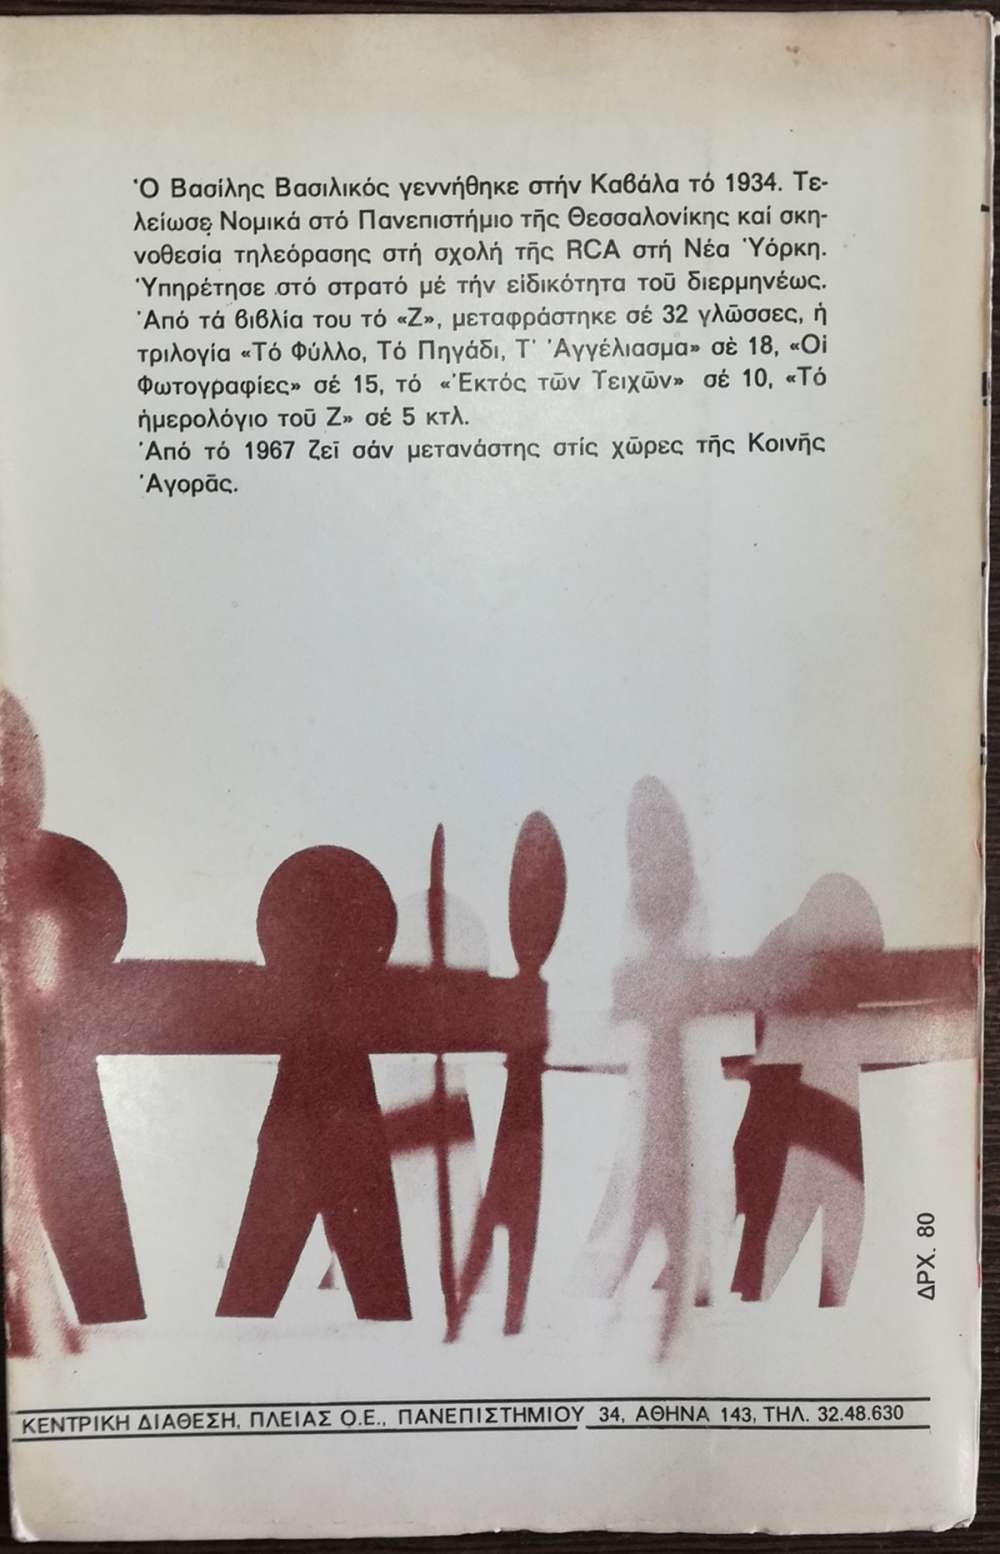 Ὁ Βασίλης Βασιλικός γεννήθηκε στήν Καβάλα τό 1934. Τε-
λείωσε Νομικά στό Πανεπιστήμιο τῆς Θεσσαλονίκης καί σκη-
νοθεσία τηλεόρασης στή σχολή τῆς RCA στή Νέα Ὑόρκη.
Ὑπηρέτησε στό στρατό μέ τήν εἰδικότητα τοῦ διερμηνέως.
Ἀπό τά βιβλία του τό «Ζ», μεταφράστηκε σέ 32 γλῶσσες, ἡ
τριλογία «Τό Φύλλο, Τό Πηγάδι, Τ' Ἀγγέλιασμα» σὲ 18, «Οἱ
Φωτογραφίες» σέ 15, τό «Ἐκτός τῶν Τειχῶν» σέ 10, «Τό
ἡμερολόγιο τοῦ Ζ» σέ 5 κτλ.
Ἀπό τό 1967 ζεῖ σάν μετανάστης στίς χῶρες τῆς Κοινῆς
Ἀγορᾶς.
ΔΡΧ. 80
ΚΕΝΤΡΙΚΗ ΔΙΑΘΕΣΗ, ΠΛΕΙΑΣ Ο.Ε., ΠΑΝΕΠΙΣΤΗΜΙΟΥ 34, ΑΘΗΝΑ 143, ΤΗΛ. 32.48.630